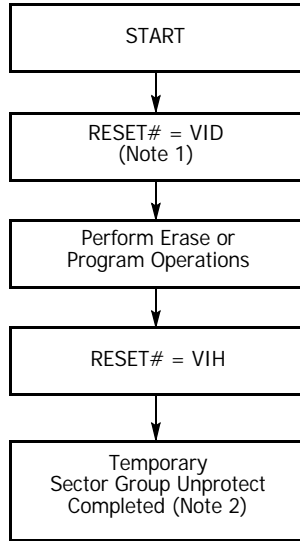 START
RESET# = VID
(Note 1)
Perform Erase or
Program Operations
RESET# = VIH
Temporary
Sector Group Unprotect
Completed (Note 2)